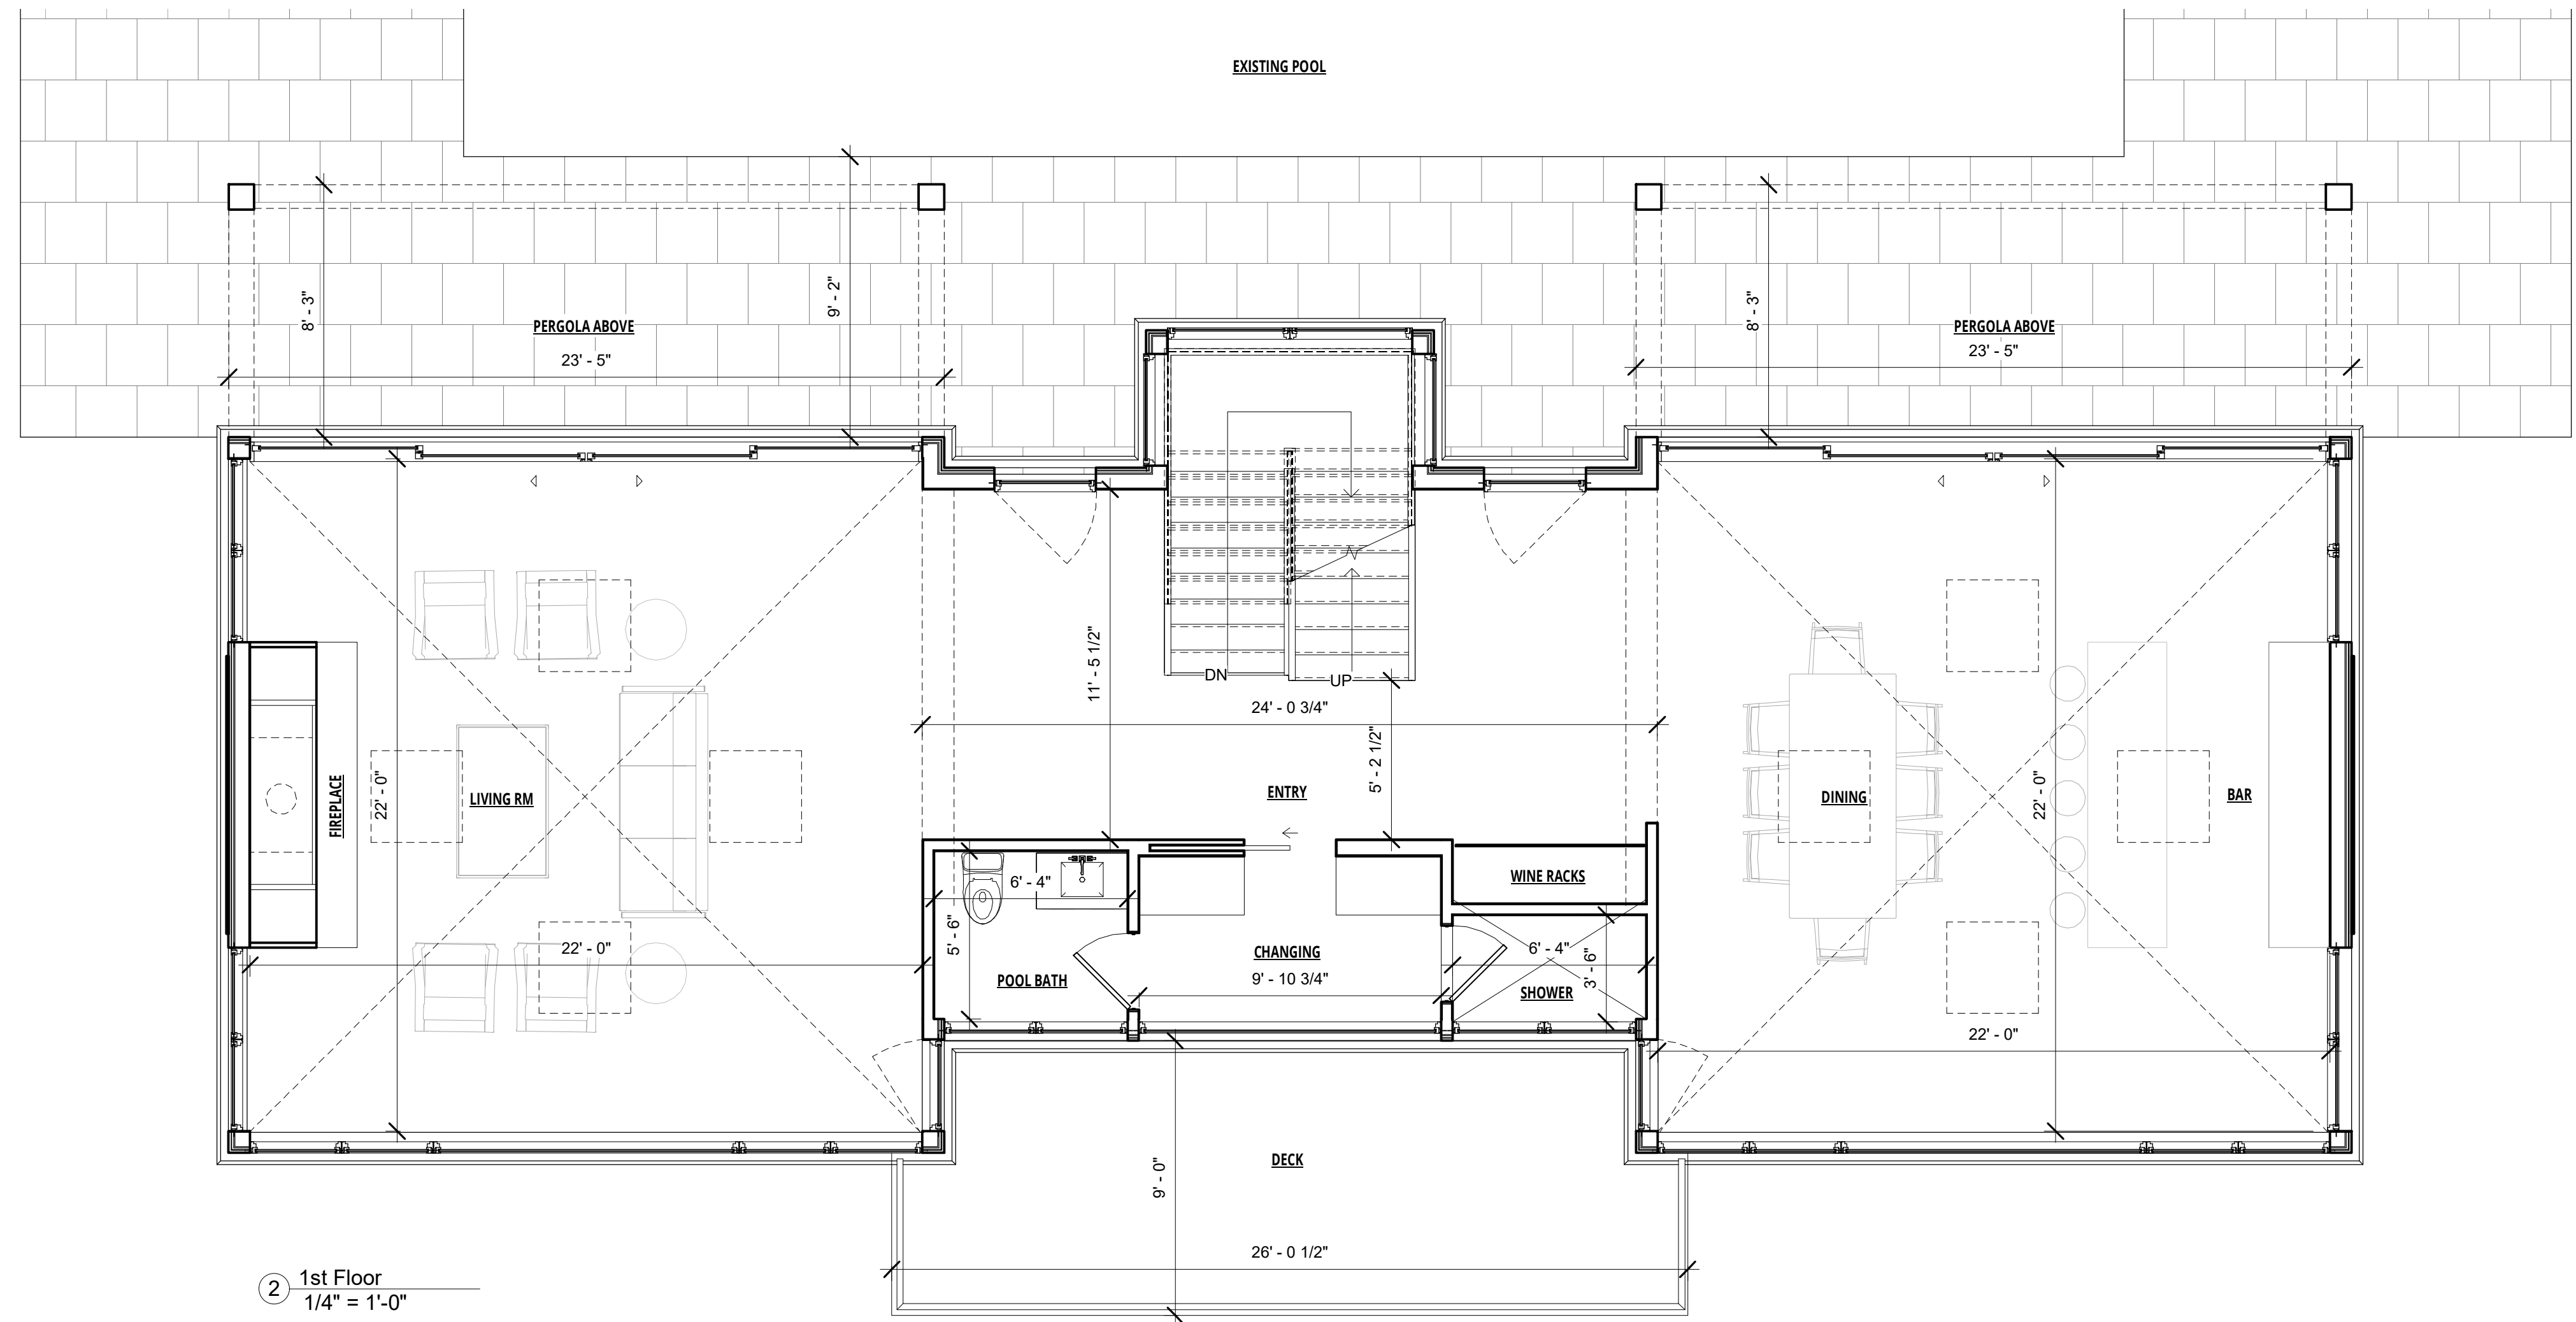 EXISTING POOL
8' - 3"
9' - 2"
8' - 3"
PERGOLA ABOVE
23' - 5"
PERGOLA ABOVE
23' - 5"
11' - 5 1/2"
DN
UP
24' - 0 3/4"
5' - 2 1/2"
ENTRY
FIREPLACE
22' - 0"
LIVING RM
DINING
22' - 0"
BAR
6' - 4"
WINE RACKS
5' - 6"
22' - 0"
POOL BATH
CHANGING
9' - 10 3/4"
6' - 4"
3' - 6"
SHOWER
22' - 0"
DECK
9' - 0"
26' - 0 1/2"
2
1st Floor
1/4" = 1'-0"